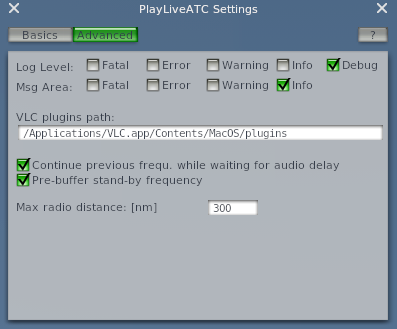 PlayLiveATC Settings
Basics Advanced ?
Log Level: Fatal Error Warning Info Debug
Msg Area: Fatal Error Warning Info
VLC plugins path:
/Applications/VLC.app/Contents/MacOS/plugins
Continue previous frequ. while waiting for audio delay
Pre-buffer stand-by frequency
Max radio distance: [nm] 300